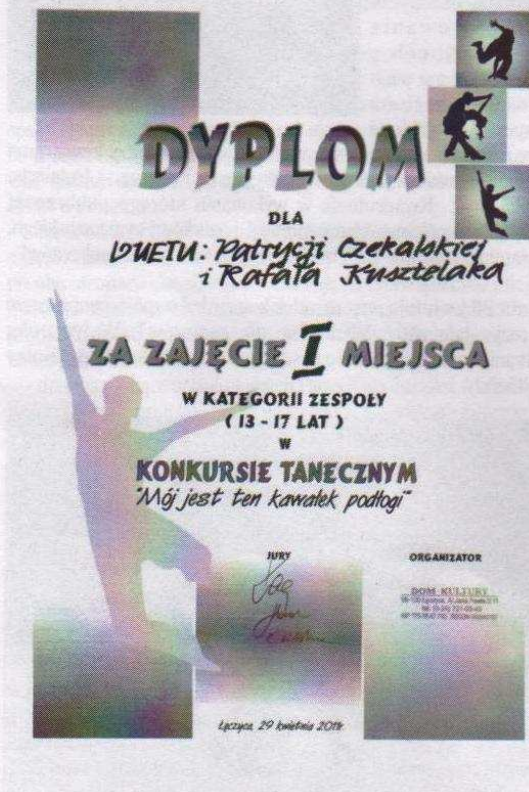 DYPLOM
DLA
DUETU: Patrycji Czekalskiej
i Rafała Kusztelaka
ZA ZAJĘCIE I MIEJSCA
W KATEGORII ZESPOŁY
( 13 - 17 LAT )
W
KONKURSIE TANECZNYM
"Mój jest ten kawałek podłogi"
JURY
ORGANIZATOR
DOM KULTURY
Łęczyca, 29 kwietnia 2011r.